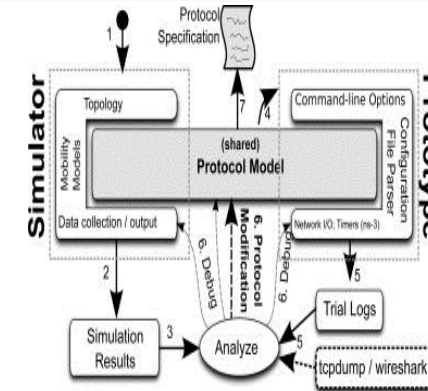 Protocol
Specification
1
7
4
Simulator
Topology
Mobility
Models
Data collection / output
(shared)
Protocol Model
Command-line Options
Configuration
File Parser
Network I/O, Timers (ns-3)
Prototype
2
6. Debug
6. Protocol
Modification
6. Debug
5
Simulation
Results
3
Analyze
5
Trial Logs
tcpdump / wireshark